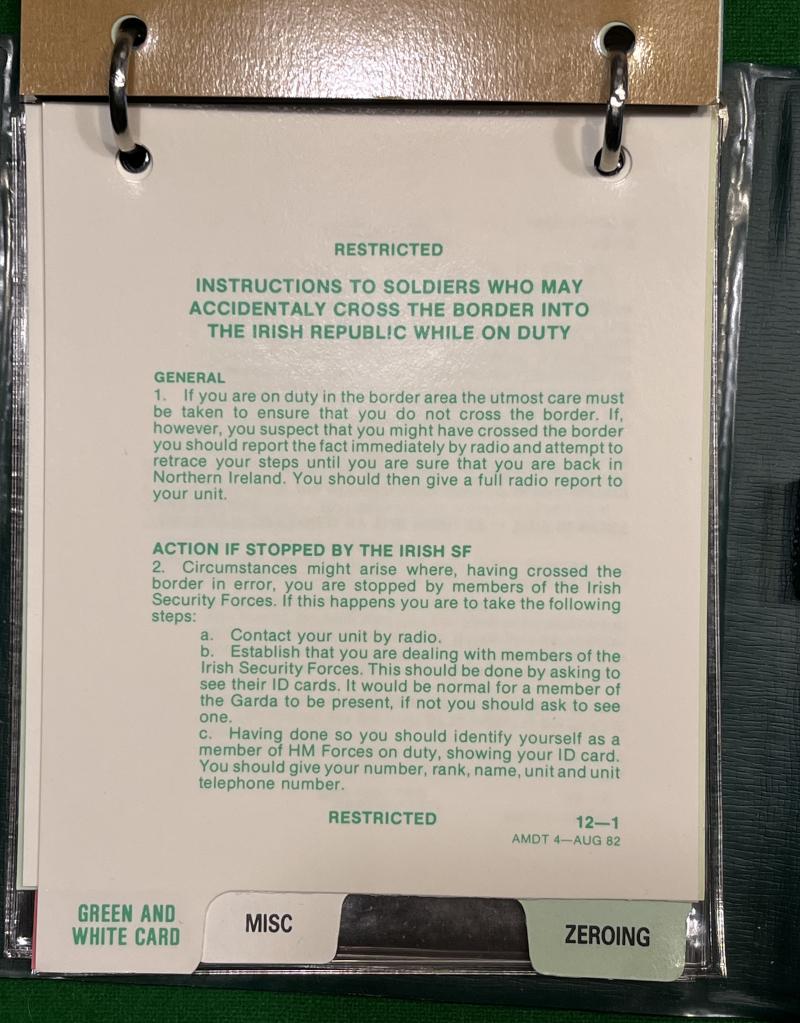 RESTRICTED
INSTRUCTIONS TO SOLDIERS WHO MAY
ACCIDENTALY CROSS THE BORDER INTO
THE IRISH REPUBLIC WHILE ON DUTY
GENERAL
1. If you are on duty in the border area the utmost care must
be taken to ensure that you do not cross the border. If,
however, you suspect that you might have crossed the border
you should report the fact immediately by radio and attempt to
retrace your steps until you are sure that you are back in
Northern Ireland. You should then give a full radio report to
your unit.
ACTION IF STOPPED BY THE IRISH SF
2. Circumstances might arise where, having crossed the
border in error, you are stopped by members of the Irish
Security Forces. If this happens you are to take the following
steps:
a. Contact your unit by radio.
b. Establish that you are dealing with members of the
Irish Security Forces. This should be done by asking to
see their ID cards. It would be normal for a member of
the Garda to be present, if not you should ask to see
one.
c. Having done so you should identify yourself as a
member of HM Forces on duty, showing your ID card.
You should give your number, rank, name, unit and unit
telephone number.
RESTRICTED
12—1
AMDT 4—AUG 82
GREEN AND
WHITE CARD
MISC
ZEROING